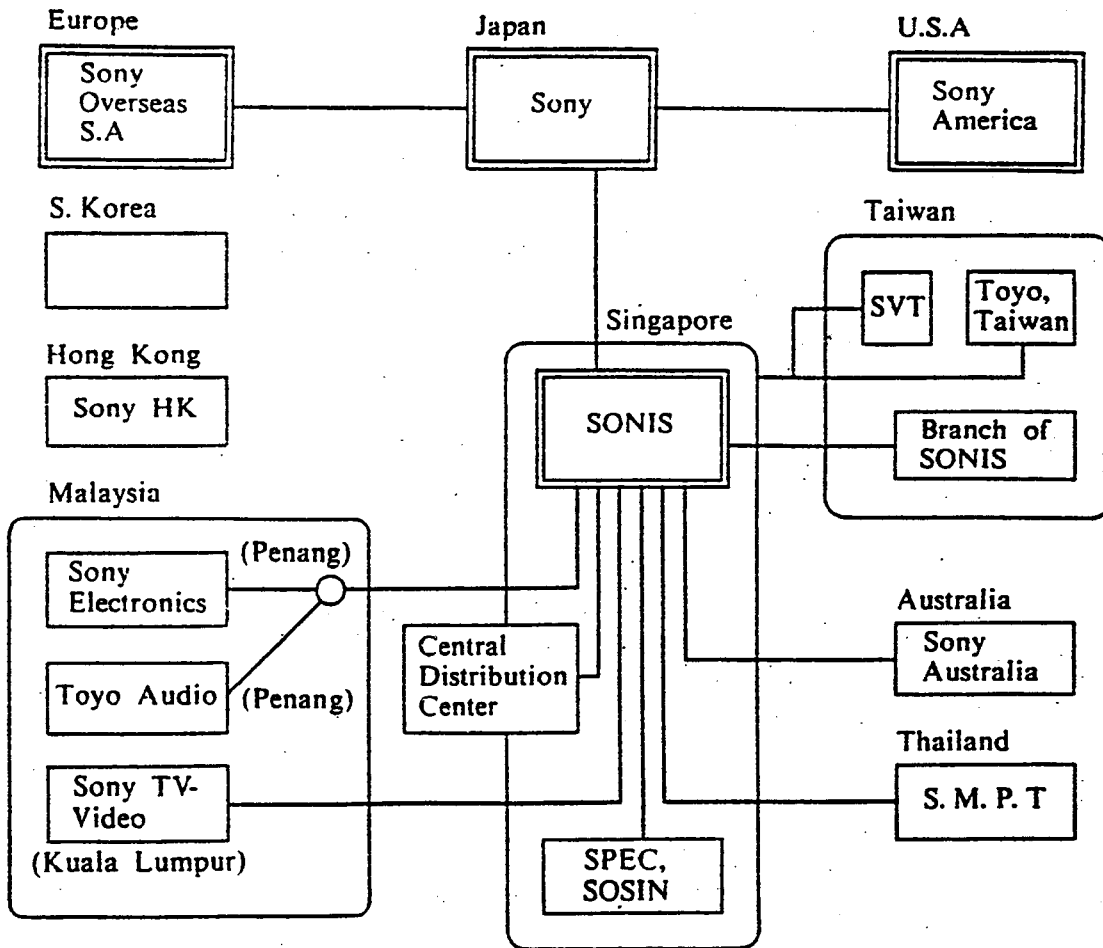 Europe
Sony
Overseas
S.A
Japan
Sony
U.S.A
Sony
America
S. Korea
Hong Kong
Sony HK
Taiwan
SVT
Toyo,
Taiwan
Branch of
SONIS
Singapore
SONIS
Central
Distribution
Center
SPEC,
SOSIN
Malaysia
(Penang)
Sony
Electronics
Toyo Audio
(Penang)
Sony TV-
Video
(Kuala Lumpur)
Australia
Sony
Australia
Thailand
S. M. P. T